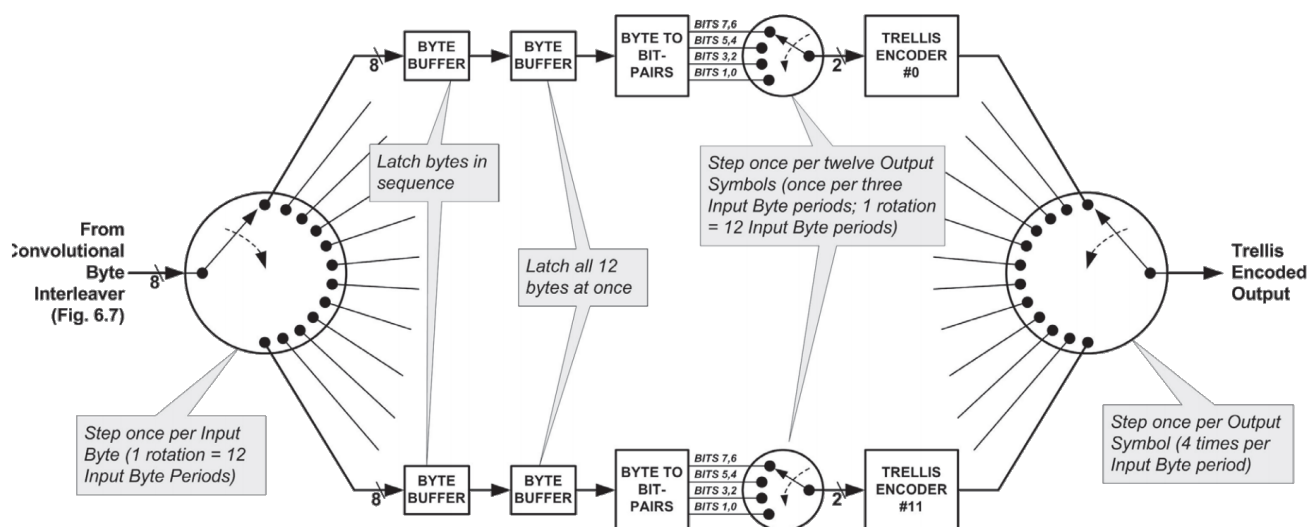 BYTE
BUFFER
BYTE
BUFFER
BYTE TO
BIT-
PAIRS
BITS 7,6
BITS 5,4
BITS 3,2
BITS 1,0
TRELLIS
ENCODER
#0
8
2
Latch bytes in
sequence
Step once per twelve Output
Symbols (once per three
Input Byte periods; 1 rotation
= 12 Input Byte periods)
From
Convolutional
Byte
Interleaver
(Fig. 6.7)
8
Latch all 12
bytes at once
Trellis
Encoded
Output
Step once per Input
Byte (1 rotation = 12
Input Byte Periods)
Step once per Output
Symbol (4 times per
Input Byte period)
8
BYTE
BUFFER
BYTE
BUFFER
BYTE TO
BIT-
PAIRS
BITS 7,6
BITS 5,4
BITS 3,2
BITS 1,0
2
TRELLIS
ENCODER
#11